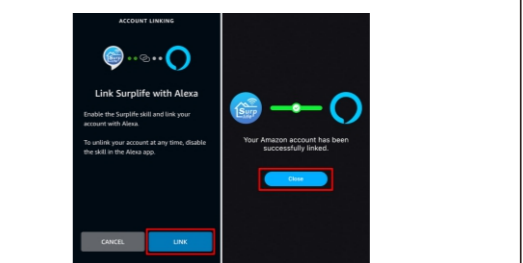 ACCOUNT LINKING
Link Surplife with Alexa
Enable the Surplife skill and link your
account with Alexa.
To unlink your account at any time, disable
the skill in the Alexa app.
CANCEL
LINK
Surp
Your Amazon account has been
successfully linked.
Close